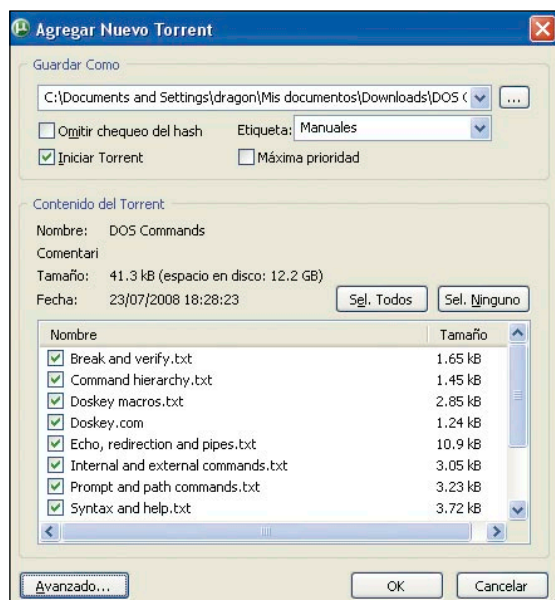 Agregar Nuevo Torrent
Guardar Como
C:\Documents and Settings\dragon\Mis documentos\Downloads\DOS C
...
Omitir chequeo del hash
Etiqueta: Manuales
Iniciar Torrent
Máxima prioridad
Contenido del Torrent
Nombre: DOS Commands
Comentari
Tamaño: 41.3 kB (espacio en disco: 12.2 GB)
Fecha: 23/07/2008 18:28:23
Sel. Todos
Sel. Ninguno
Nombre Tamaño
Break and verify.txt 1.65 kB
Command hierarchy.txt 1.45 kB
Doskey macros.txt 2.85 kB
Doskey.com 1.24 kB
Echo, redirection and pipes.txt 10.9 kB
Internal and external commands.txt 3.05 kB
Prompt and path commands.txt 3.23 kB
Syntax and help.txt 3.72 kB
Avanzado...
OK
Cancelar